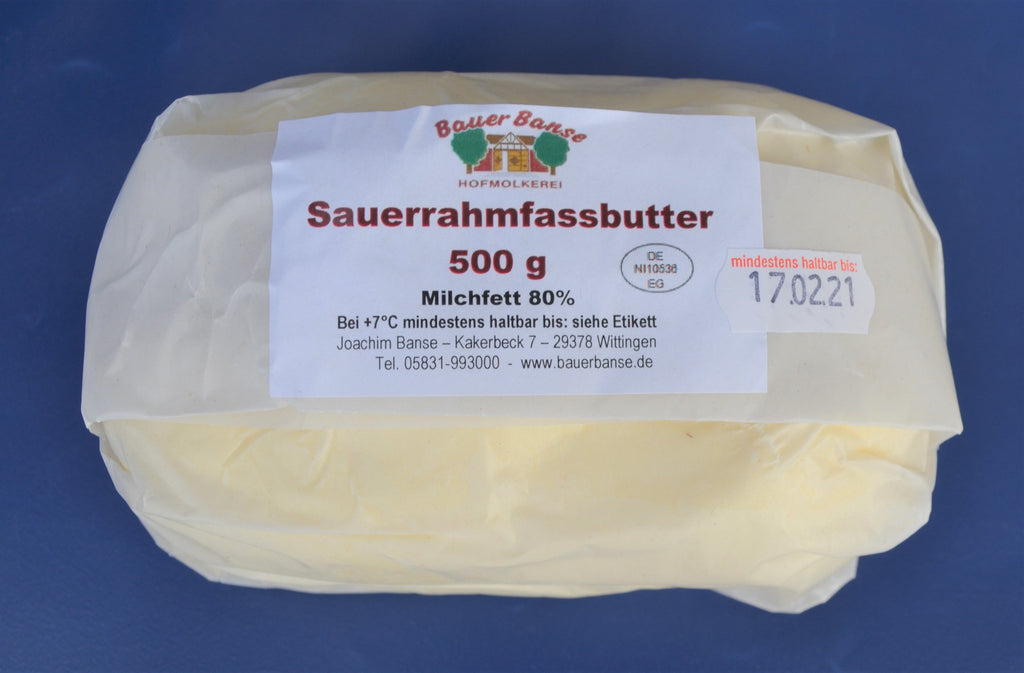 Bauer Banse
HOFMOLKEREI
Sauerrahmfassbutter
500 g
DE
NI10536
EG
mindestens haltbar bis:
17.02.21
Milchfett 80%
Bei +7°C mindestens haltbar bis: siehe Etikett
Joachim Banse – Kakerbeck 7 – 29378 Wittingen
Tel. 05831-993000 - www.bauerbanse.de